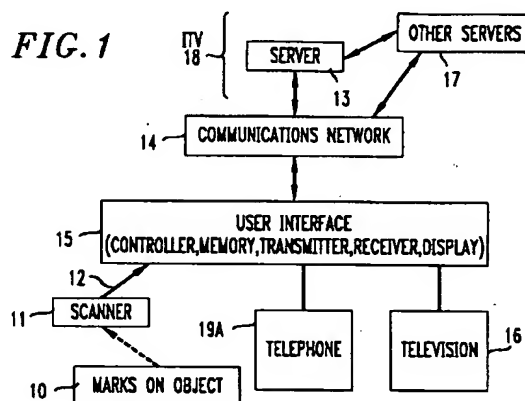 FIG. 1
ITV
18
SERVER
13
OTHER SERVERS
17
14
COMMUNICATIONS NETWORK
15
USER INTERFACE
(CONTROLLER,MEMORY,TRANSMITTER,RECEIVER,DISPLAY)
12
11
SCANNER
19A
TELEPHONE
TELEVISION
16
10
MARKS ON OBJECT